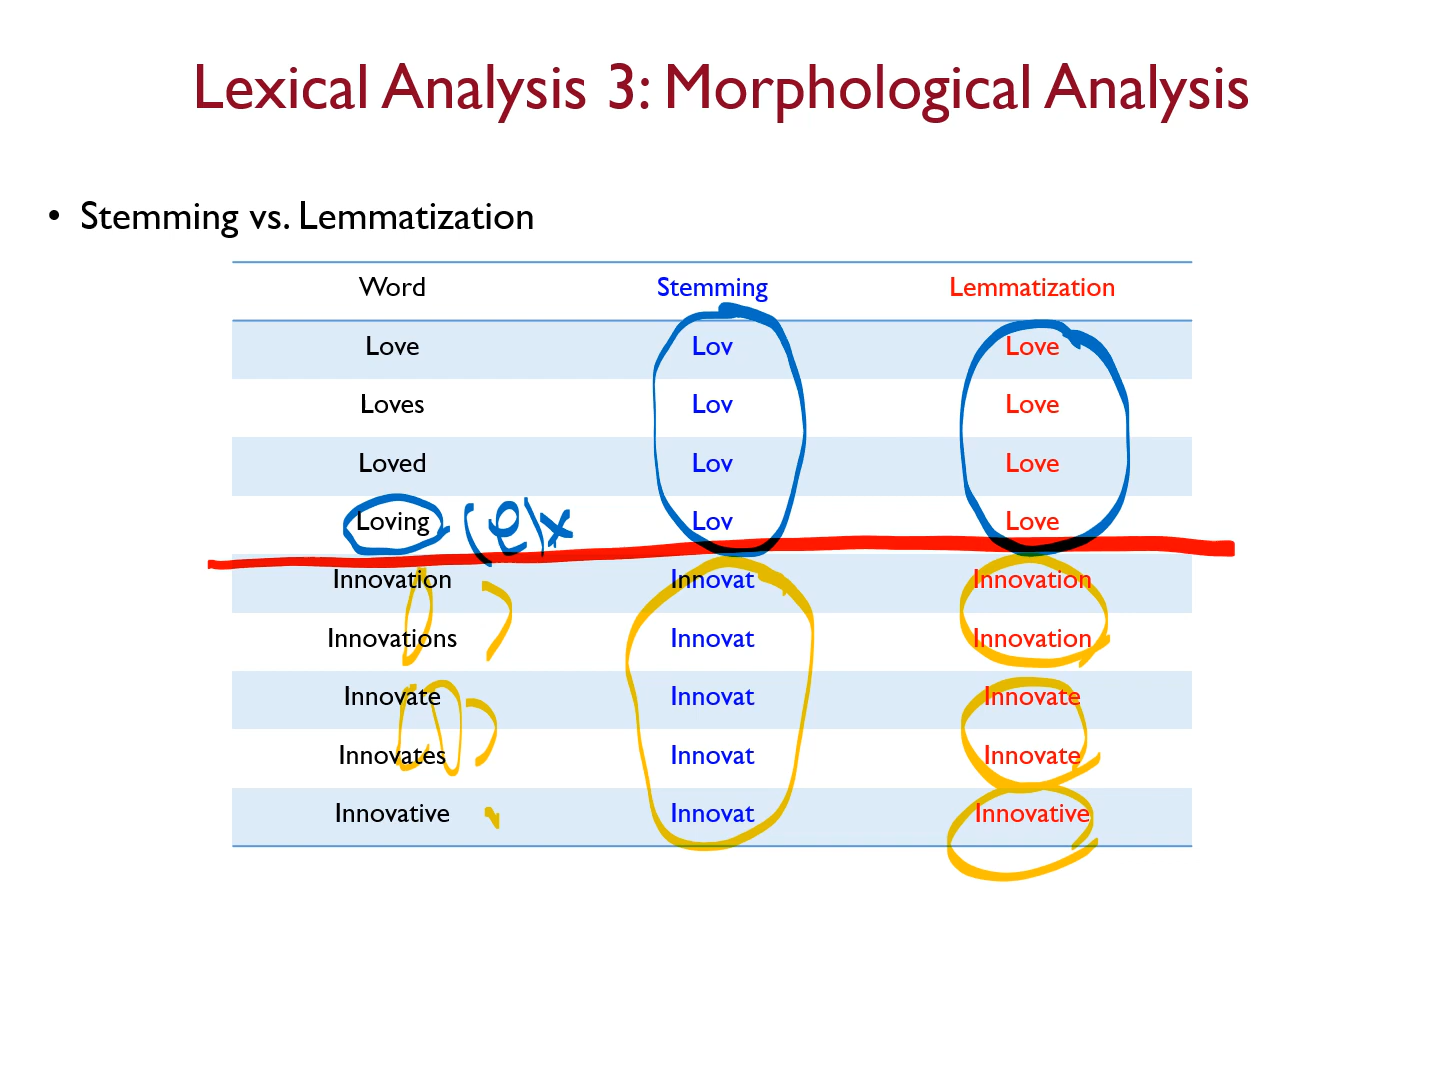 Lexical Analysis 3: Morphological Analysis
• Stemming vs. Lemmatization
Word Stemming Lemmatization
Love Lov Love
Loves Lov Love
Loved Lov Love
Loving (e)x Lov Love
Innovation Innovat Innovation
Innovations Innovat Innovation
Innovate Innovat Innovate
Innovates Innovat Innovate
Innovative Innovat Innovative